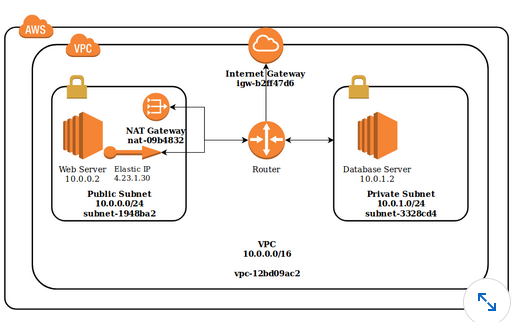 AWS
VPC
Internet Gateway
igw-b2ff47d6
NAT Gateway
nat-09b4832
Web Server
10.0.0.2
Elastic IP
4.23.1.30
Router
Database Server
10.0.1.2
Public Subnet
10.0.0.0/24
subnet-1948ba2
Private Subnet
10.0.1.0/24
subnet-3328cd4
VPC
10.0.0.0/16
vpc-12bd09ac2